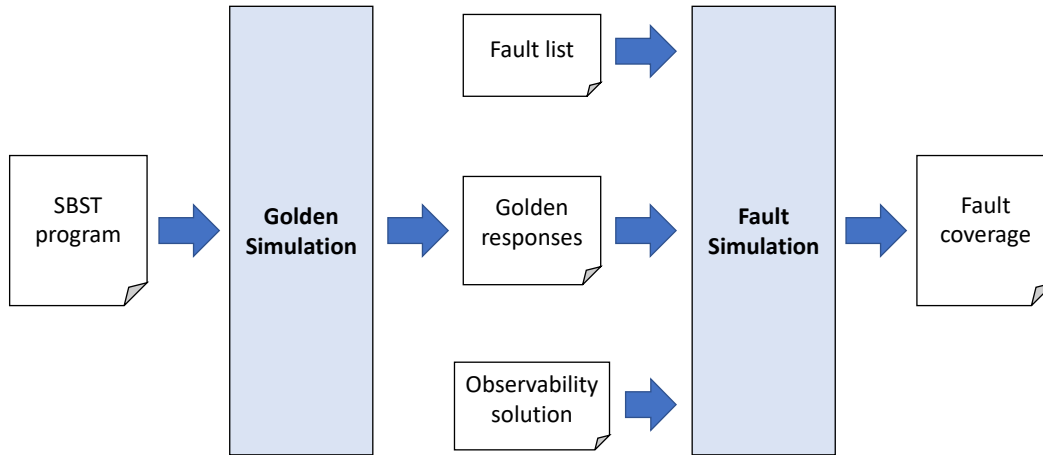 SBST
program
Golden
Simulation
Fault list
Golden
responses
Observability
solution
Fault
Simulation
Fault
coverage